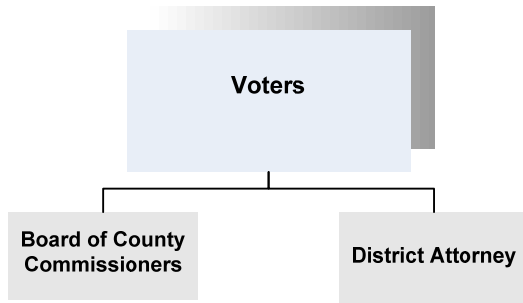 Voters
Board of County
Commissioners
District Attorney